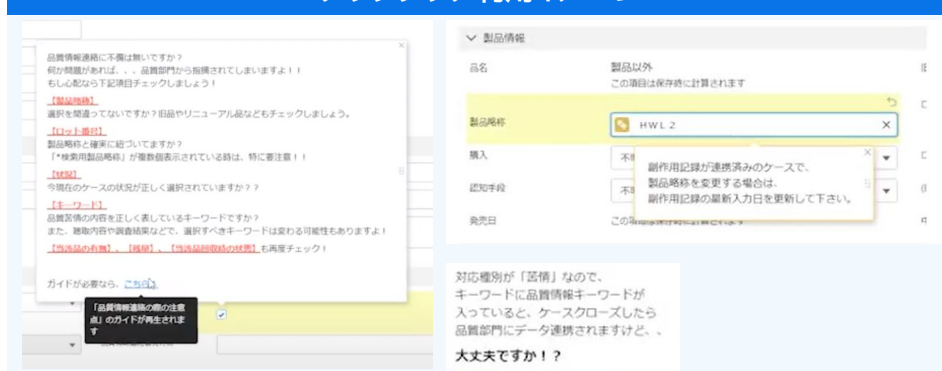 品質情報連絡に不備は無いですか？
何か問題があれば、、、品質部門から指摘されてしまいますよ！！
もし心配なら下記項目チェックしましょう！
【製品略称】
選択を間違ってないですか？旧品やリニューアル品などもチェックしましょう。
【ロット番号】
製品略称と確実に紐づいてますか？
「*検索用製品略称」が複数個表示されている時は、特に要注意！！
【状況】
今現在のケースの状況が正しく選択されていますか？？
【キーワード】
品質苦情の内容を正しく表しているキーワードですか？
また、聴取内容や調査結果などで、選択すべきキーワードは変わる可能性もありますよ！
【当該品の有無】、【残量】、【当該品回収時の状態】も再度チェック！
ガイドが必要なら、こちら
「品質情報連絡の際の注意
点」のガイドが再生されま
す
製品情報
品名
製品以外
この項目は保存時に計算されます
製品略称
HWL 2
購入
不
認知手段
不
副作用記録が連携済みのケースで、
製品略称を変更する場合は、
副作用記録の最新入力日を更新して下さい。
発売日
対応種別が「苦情」なので、
キーワードに品質情報キーワードが
入っていると、ケースクローズしたら
品質部門にデータ連携されますけど、、
大丈夫ですか！？